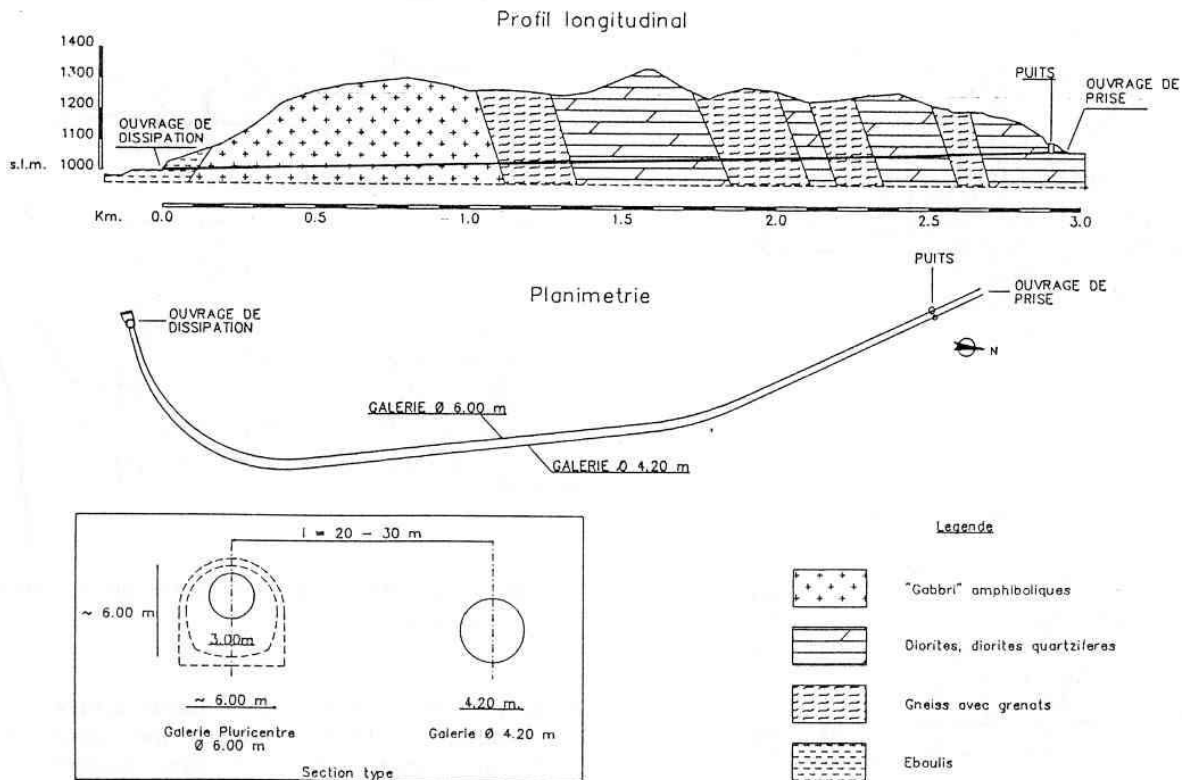 Profil longitudinal
1400
1300
1200
1100
1000
s.l.m.
OUVRAGE DE
DISSIPATION
PUITS
OUVRAGE DE
PRISE
Km.
0.0
0.5
1.0
1.5
2.0
2.5
3.0
Planimetrie
OUVRAGE DE
DISSIPATION
PUITS
OUVRAGE DE
PRISE
N
GALERIE Ø 6.00 m
GALERIE Ø 4.20 m
I = 20 - 30 m
~ 6.00 m
3.00m
~ 6.00 m
4.20 m.
Galerie Pluricentre
Ø 6.00 m
Galerie Ø 4.20 m
Section type
Legende
"Gabbri" amphiboliques
Diorites, diorites quartziferes
Gneiss avec grenats
Eboulis